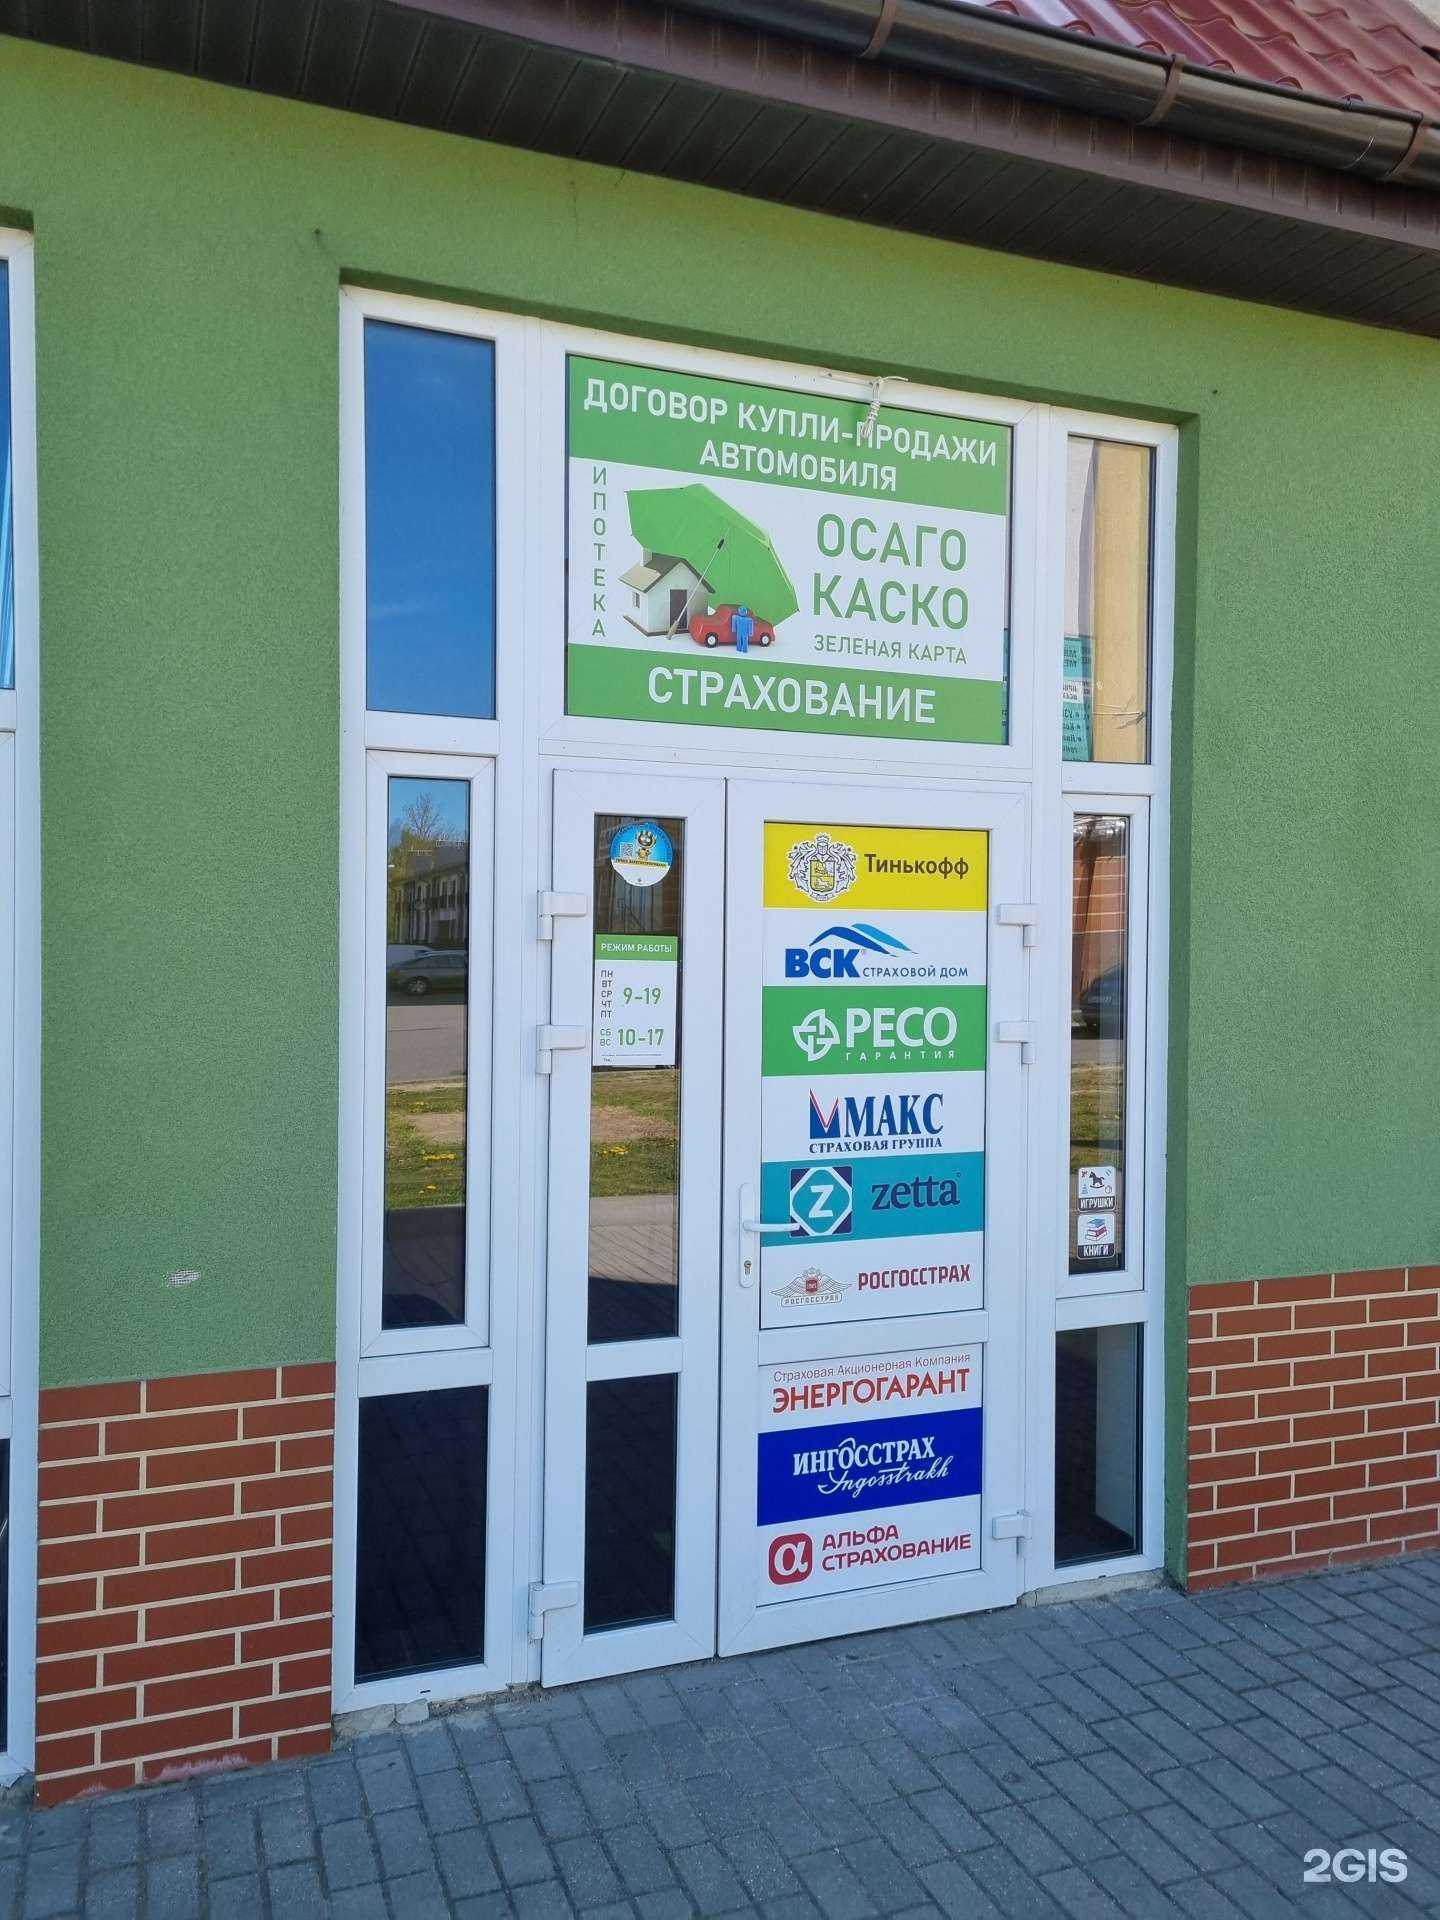 ДОГОВОР КУПЛИ-ПРОДАЖИ
АВТОМОБИЛЯ
ИПОТЕКА
ОСАГО
КАСКО
ЗЕЛЕНАЯ КАРТА
СТРАХОВАНИЕ
РЕЖИМ РАБОТЫ
ПН
ВТ
СР
ЧТ
ПТ
9-19
СБ
ВС
10-17
Тинькофф
ВСК СТРАХОВОЙ ДОМ
РЕСО
ГАРАНТИЯ
МАКС
СТРАХОВАЯ ГРУППА
Z zetta
РОСГОССТРАХ
РОСГОССТРАХ
Страховая Акционерная Компания
ЭНЕРГОГАРАНТ
ИНГОССТРАХ
Ingosstrakh
α АЛЬФА
СТРАХОВАНИЕ
ИГРУШКИ
КНИГИ
2GIS